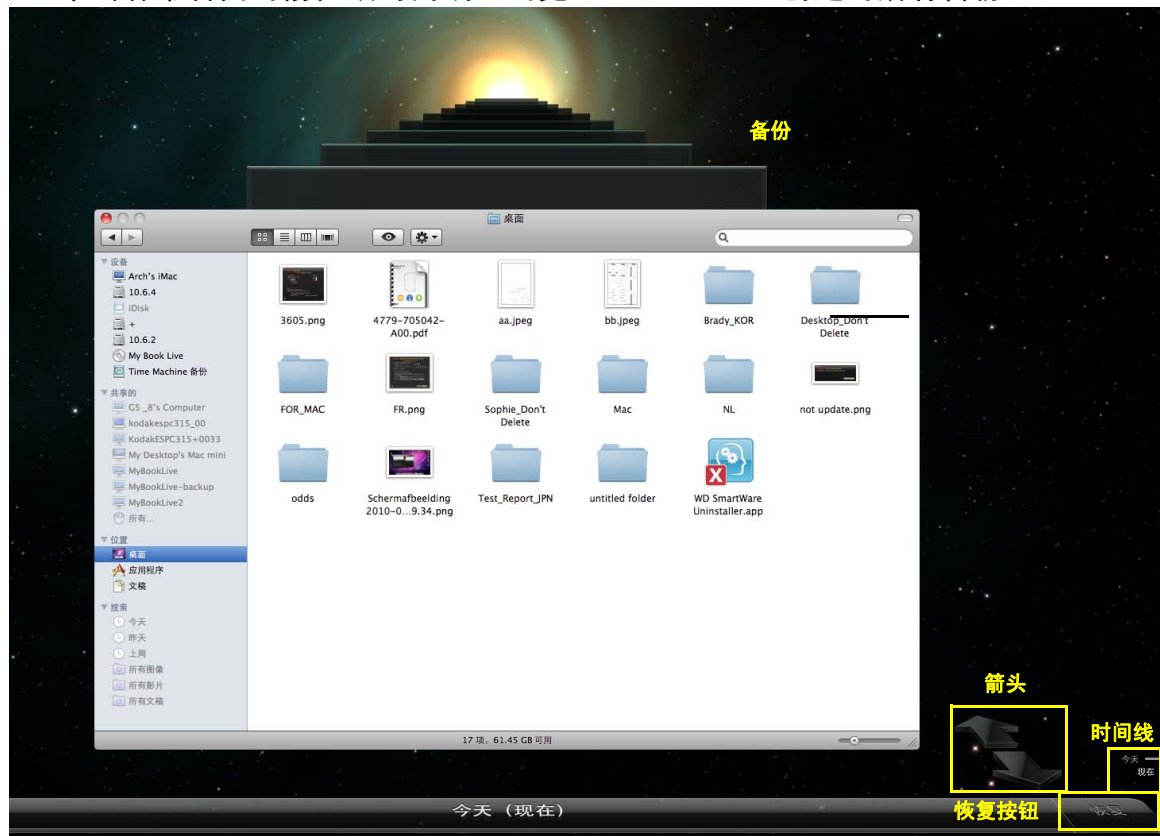 备份
桌面
设备
Arch's iMac
10.6.4
iDisk
+
10.6.2
My Book Live
Time Machine 备份
共享的
G5 _8's Computer
kodakespc315_00
KodakESPC315+0033
My Desktop's Mac mini
MyBookLive
MyBookLive-backup
MyBookLive2
所有...
位置
桌面
应用程序
文稿
搜索
今天
昨天
上周
所有图像
所有影片
所有文稿
3605.png
4779-705042-
A00.pdf
aa.jpeg
bb.jpeg
Brady_KOR
Desktop_Don't
Delete
FOR_MAC
FR.png
Sophie_Don't
Delete
Mac
NL
not update.png
odds
Schermafbeelding
2010-0...9.34.png
Test_Report_JPN
untitled folder
WD SmartWare
Uninstaller.app
17 项，61.45 GB 可用
箭头
时间线
今天
现在
今天（现在）
恢复按钮
恢复